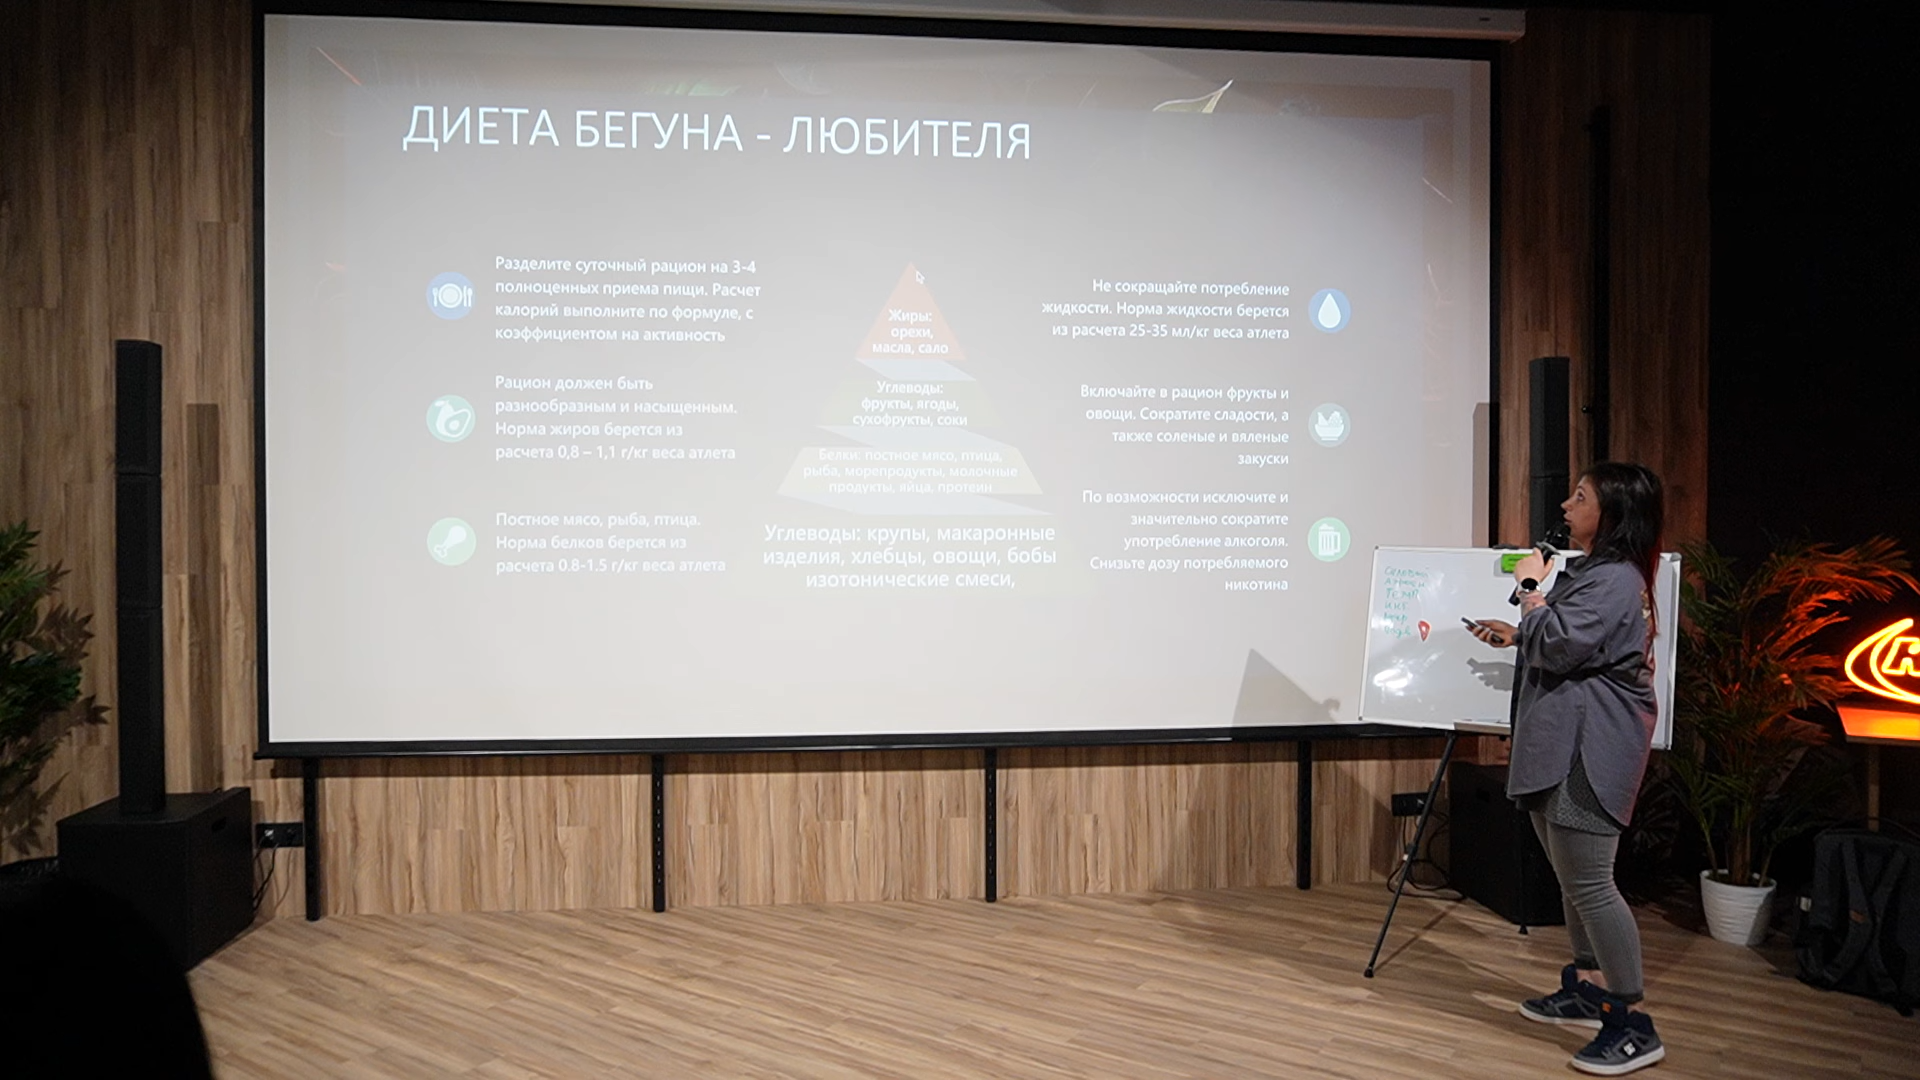 ДИЕТА БЕГУНА - ЛЮБИТЕЛЯ
Разделите суточный рацион на 3-4
полноценных приема пищи. Расчет
калорий выполните по формуле, с
коэффициентом на активность
Рацион должен быть
разнообразным и насыщенным.
Норма жиров берется из
расчета 0,8 – 1,1 г/кг веса атлета
Постное мясо, рыба, птица.
Норма белков берется из
расчета 0.8-1.5 г/кг веса атлета
Жиры:
орехи,
масла, сало
Углеводы:
фрукты, ягоды,
сухофрукты, соки
Белки: постное мясо, птица,
рыба, морепродукты, молочные
продукты, яйца, протеин
Углеводы: крупы, макаронные
изделия, хлебцы, овощи, бобы
изотонические смеси,
Не сокращайте потребление
жидкости. Норма жидкости берется
из расчета 25-35 мл/кг веса атлета
Включайте в рацион фрукты и
овощи. Сократите сладости, а
также соленые и вяленые
закуски
По возможности исключите и
значительно сократите
употребление алкоголя.
Снизьте дозу потребляемого
никотина